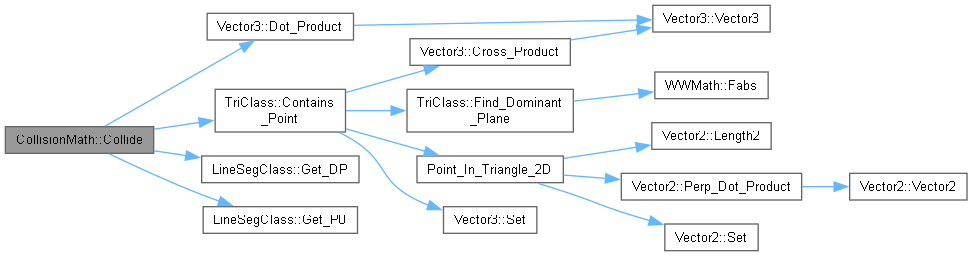 CollisionMath::Collide
Vector3::Dot_Product
TriClass::Contains
_Point
LineSegClass::Get_DP
LineSegClass::Get_P0
Vector3::Cross_Product
TriClass::Find_Dominant
_Plane
Point_In_Triangle_2D
Vector3::Set
Vector3::Vector3
WWMath::Fabs
Vector2::Length2
Vector2::Perp_Dot_Product
Vector2::Set
Vector2::Vector2